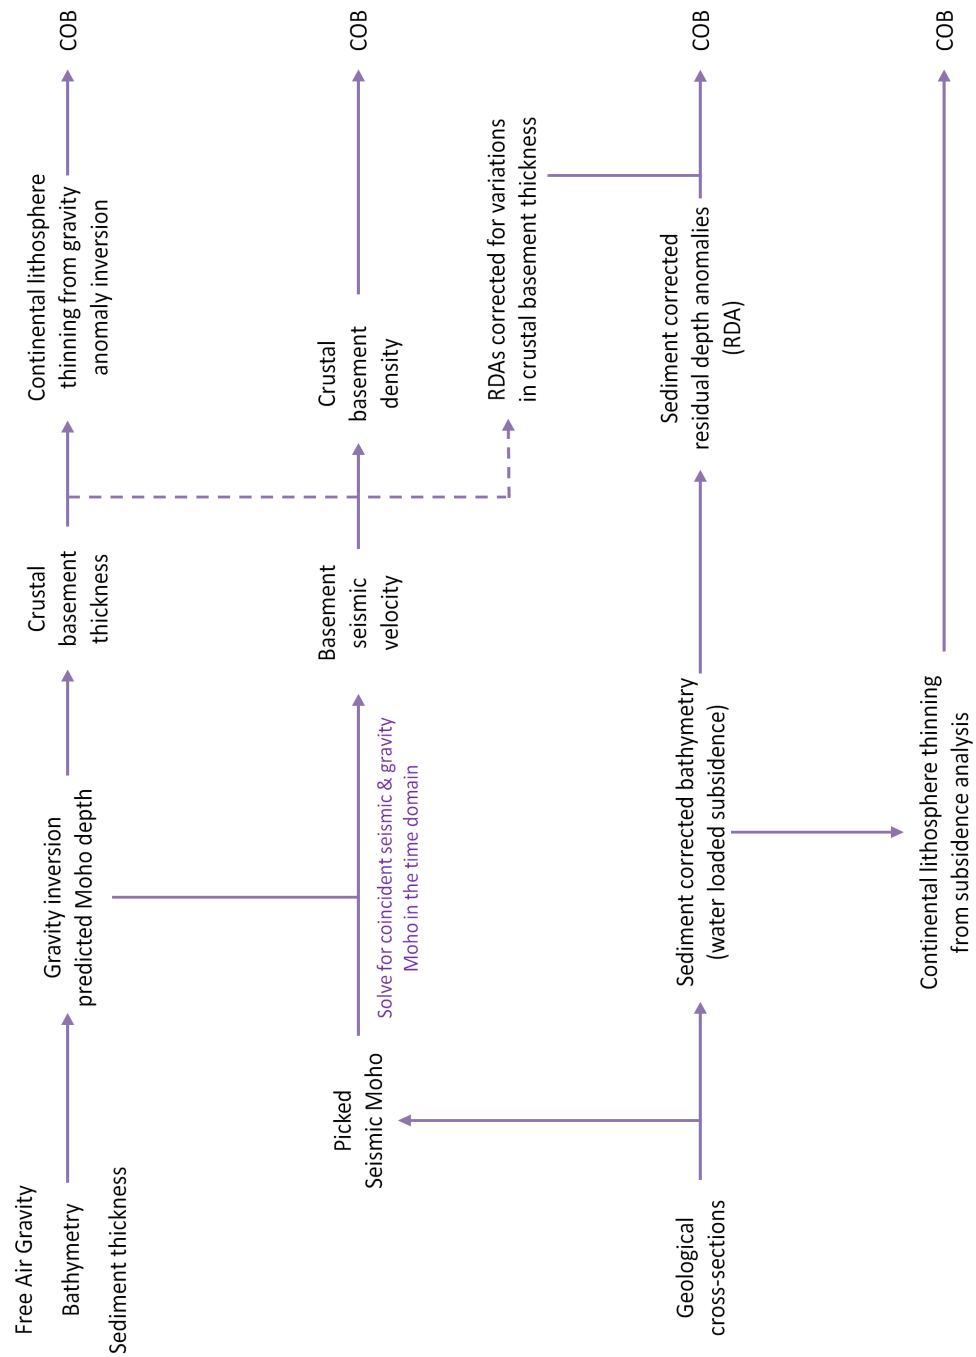 Free Air Gravity
Bathymetry
Sediment thickness
Gravity inversion
predicted Moho depth
Crustal
basement
thickness
Continental lithosphere
thinning from gravity
anomaly inversion
COB
Picked
Seismic Moho
Solve for coincident seismic & gravity
Moho in the time domain
Basement
seismic
velocity
Crustal
basement
density
COB
RDAs corrected for variations
in crustal basement thickness
Geological
cross-sections
Sediment corrected bathymetry
(water loaded subsidence)
Sediment corrected
residual depth anomalies
(RDA)
COB
Continental lithosphere thinning
from subsidence analysis
COB